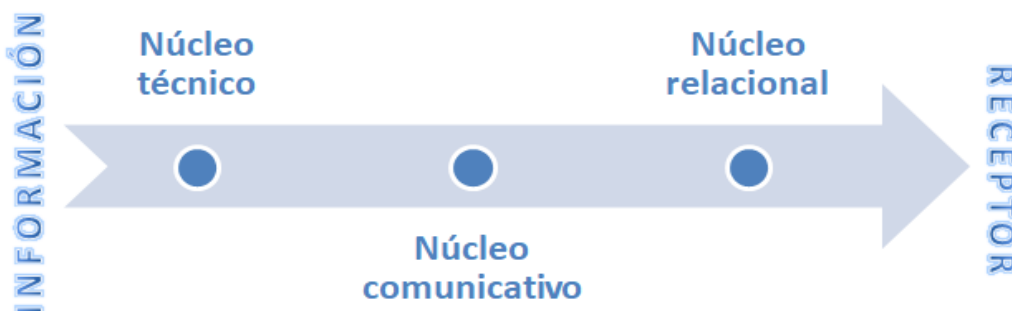 INFORMACIÓN
Núcleo
técnico
Núcleo
comunicativo
Núcleo
relacional
RECEPTOR